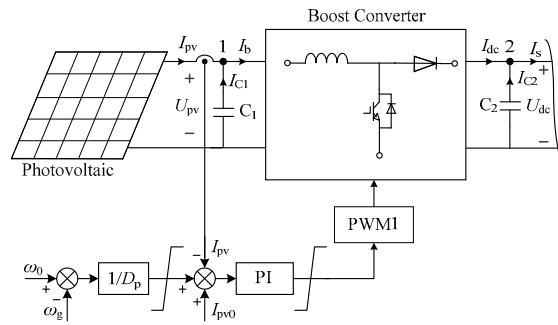 Boost Converter
I_pv 1 I_b
I_dc 2 I_s
I_C1 I_C2
+ U_pv C_1 C_2 U_dc +
− −
Photovoltaic
PWM1
− I_pv
ω_0 + 1/D_p + PI
− ω_g + I_pv0